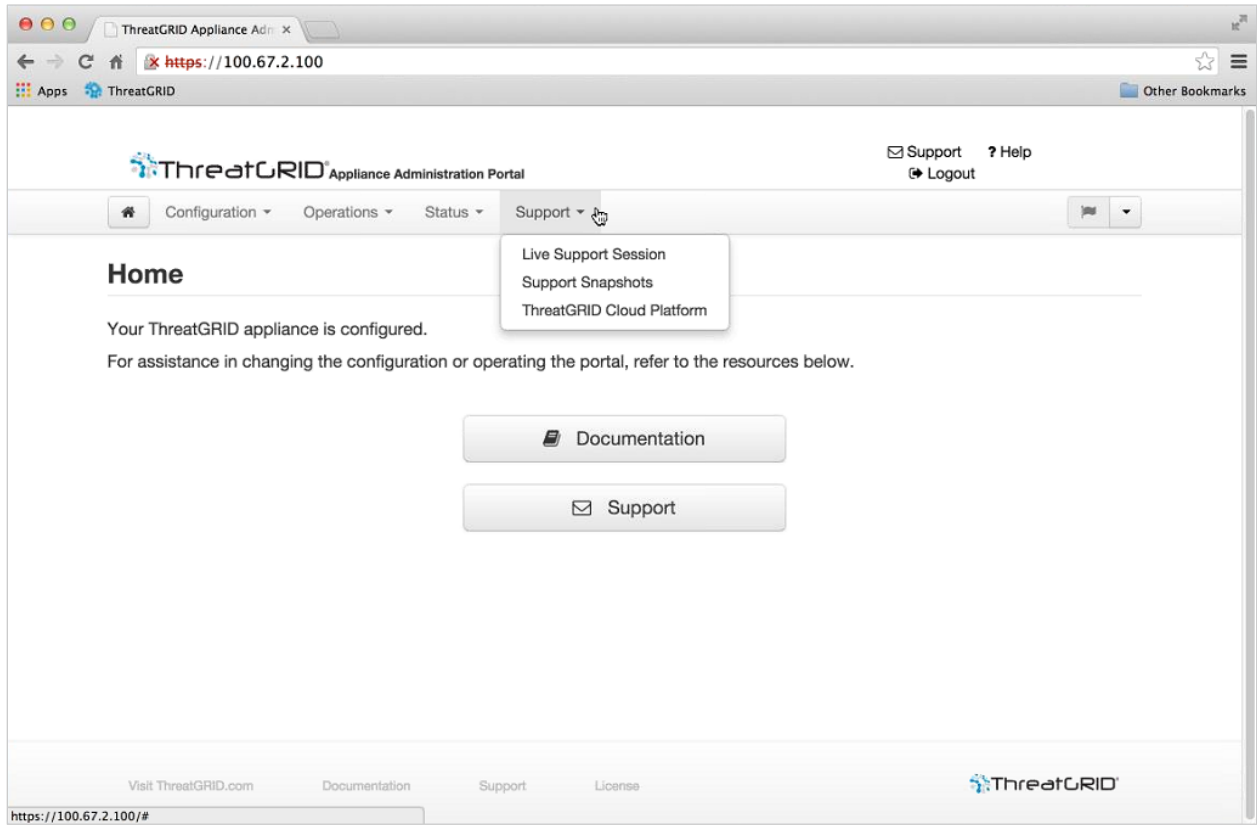 ThreatGRID Appliance Adm
https://100.67.2.100
Apps ThreatGRID Other Bookmarks
ThreatGRID® Appliance Administration Portal
Support ? Help
Logout
Configuration Operations Status Support
Live Support Session
Support Snapshots
ThreatGRID Cloud Platform
Home
Your ThreatGRID appliance is configured.
For assistance in changing the configuration or operating the portal, refer to the resources below.
Documentation
Support
Visit ThreatGRID.com Documentation Support License ThreatGRID®
https://100.67.2.100/#